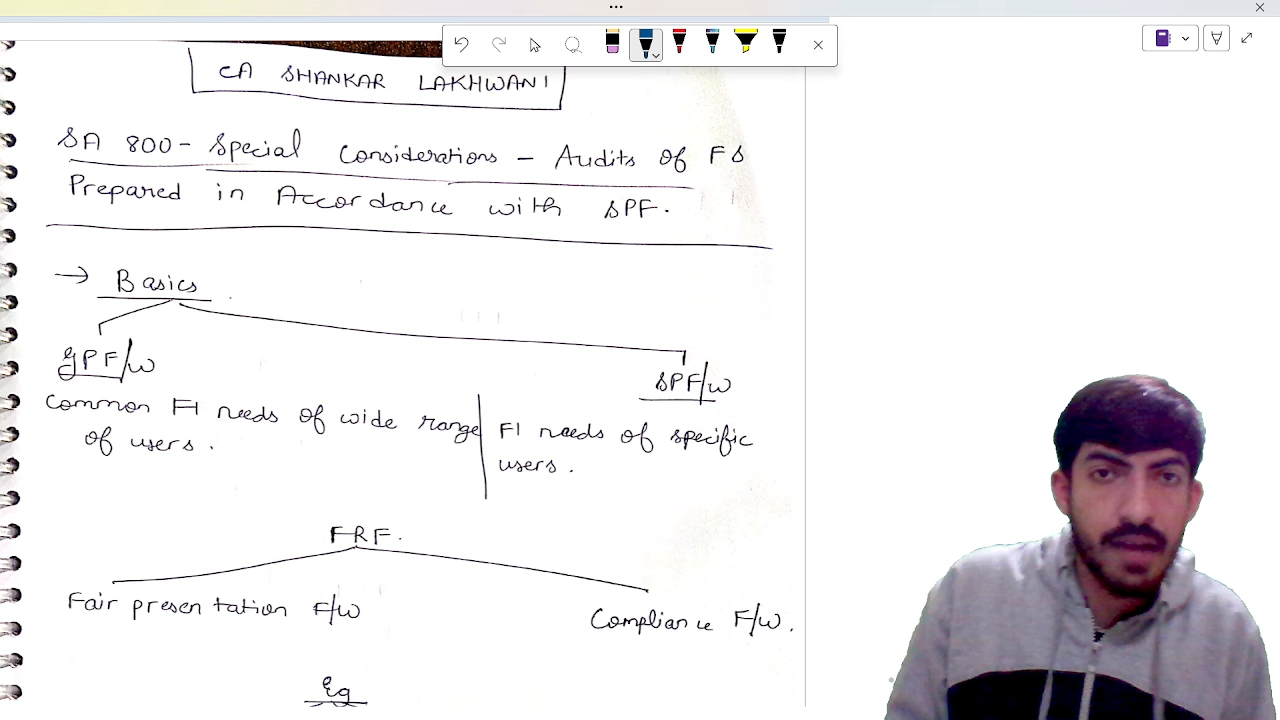 CA SHANKAR LAKHWANI
SA 800 - Special Considerations - Audits of FS
Prepared in Accordance with SPF.
→ Basics
GPF/W
SPF/W
Common FI needs of wide range
of users.
FI needs of specific
users.
FRF.
Fair presentation F/W
Compliance F/W.
Eg